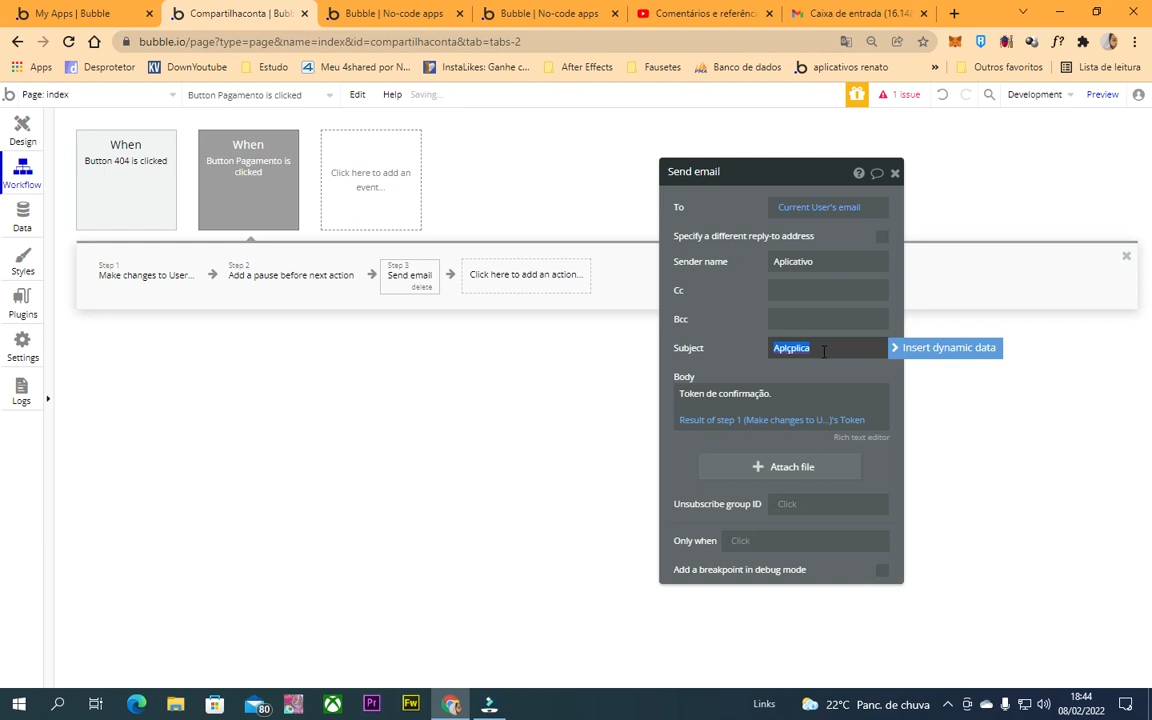 My Apps | Bubble
Compartilhaconta | Bubb
Bubble | No-code apps
Bubble | No-code apps
Comentários e referênc
Caixa de entrada (16.14
bubble.io/page?type=page&name=index&id=compartilhaconta&tab=tabs-2
Apps
Desprotetor
DownYoutube
Estudo
Meu 4shared por N...
InstaLikes: Ganhe c...
After Effects
Fausetes
Banco de dados
aplicativos renato
Outros favoritos
Lista de leitura
Page: index
Button Pagamento is clicked
Edit
Help
Saving...
1 issue
Development
Preview
Design
Workflow
Data
Styles
Plugins
Settings
Logs
When
Button 404 is clicked
When
Button Pagamento is
clicked
Click here to add an
event...
Step 1
Make changes to User...
Step 2
Add a pause before next action
Step 3
Send email
delete
Click here to add an action...
Send email
To
Current User's email
Specify a different reply-to address
Sender name
Aplicativo
Cc
Bcc
Subject
Apiçplica
Insert dynamic data
Body
Token de confirmação.
Result of step 1 (Make changes to U...)'s Token
Rich text editor
Attach file
Unsubscribe group ID
Click
Only when
Click
Add a breakpoint in debug mode
80
Pr
Fw
Links
22°C Panc. de chuva
18:44
08/02/2022